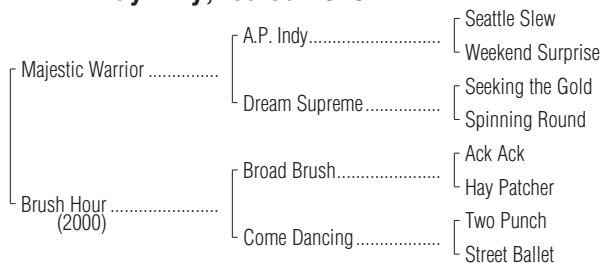 A.P. Indy
Seattle Slew
Weekend Surprise
Majestic Warrior
Dream Supreme
Seeking the Gold
Spinning Round
Broad Brush
Ack Ack
Hay Patcher
Brush Hour
(2000)
Come Dancing
Two Punch
Street Ballet